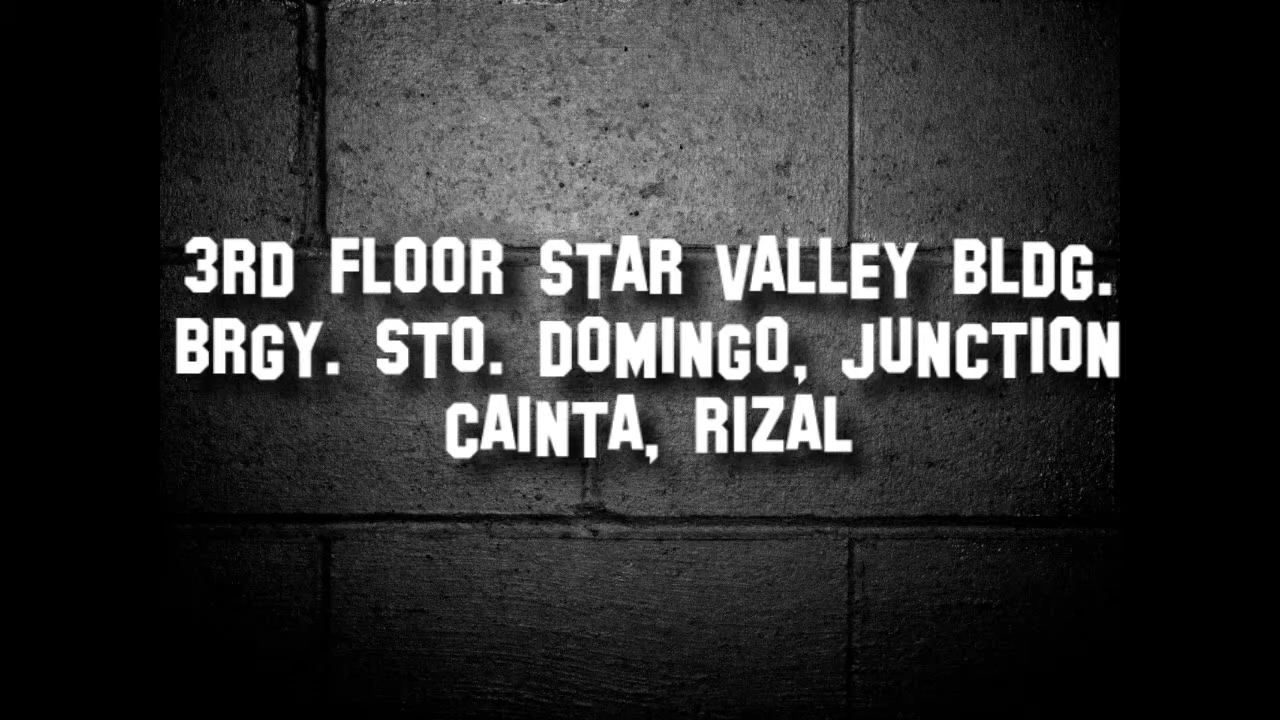 3RD FLOOR STAR VALLEY BLDG.
BRGY. STO. DOMINGO, JUNCTION
CAINTA, RIZAL